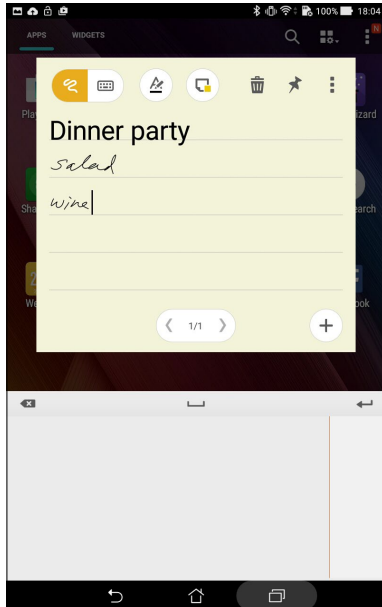 100% 18:04
APPS WIDGETS
N
Dinner party
salad
wine
1/1